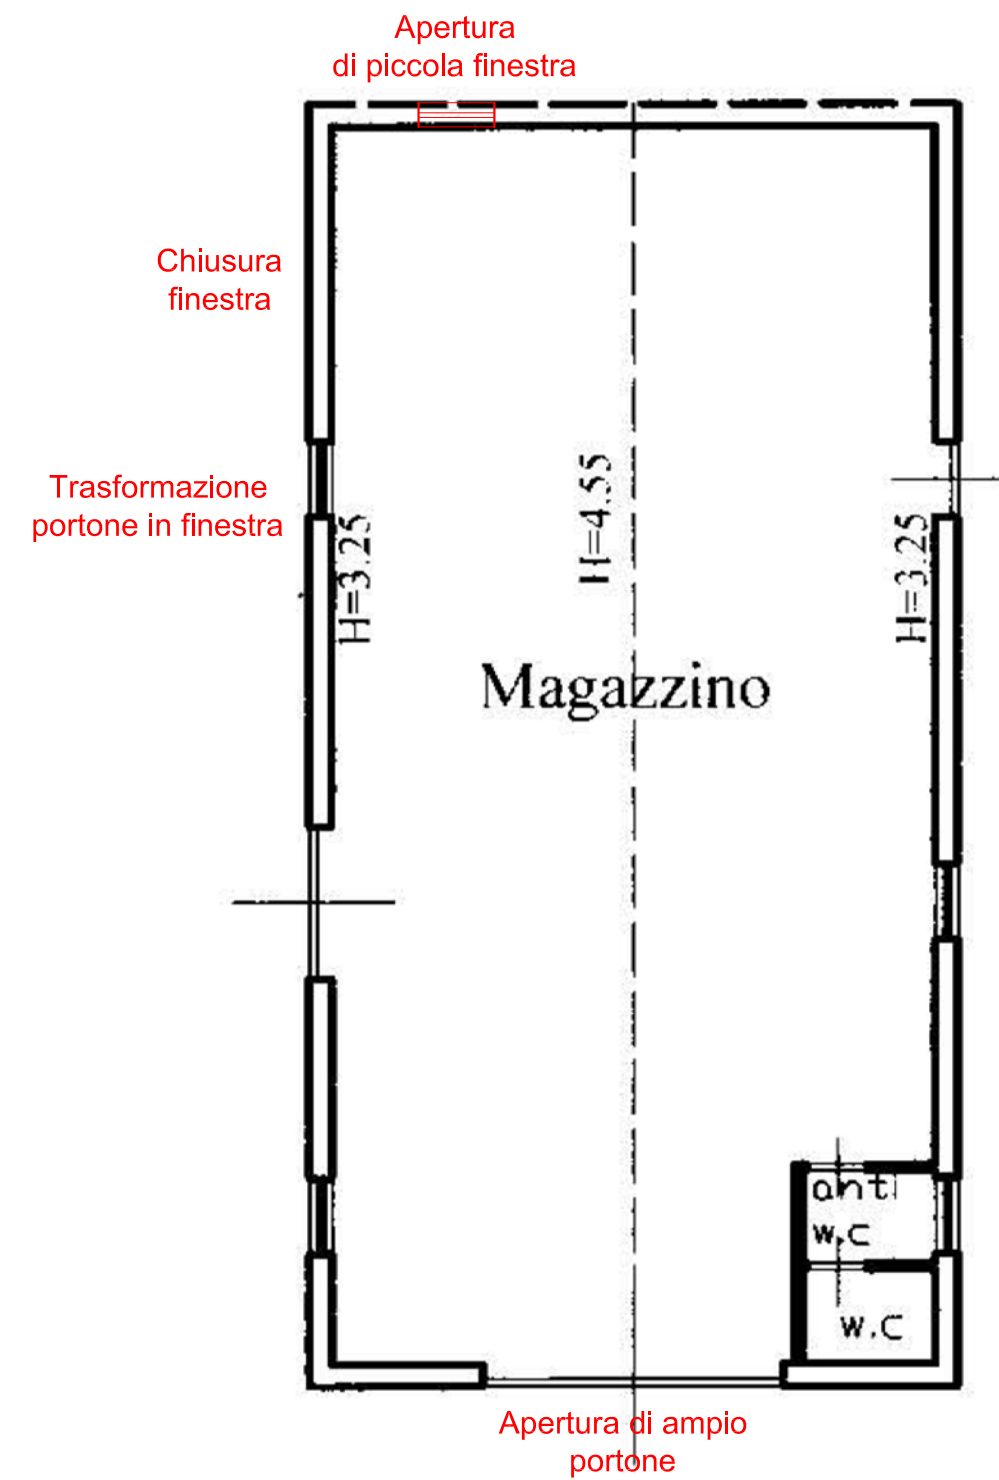 Apertura
di piccola finestra
Chiusura
finestra
Trasformazione
portone in finestra
H=3.25
H=4.55
H=3.25
Magazzino
anti
w.c
w.c
Apertura di ampio
portone